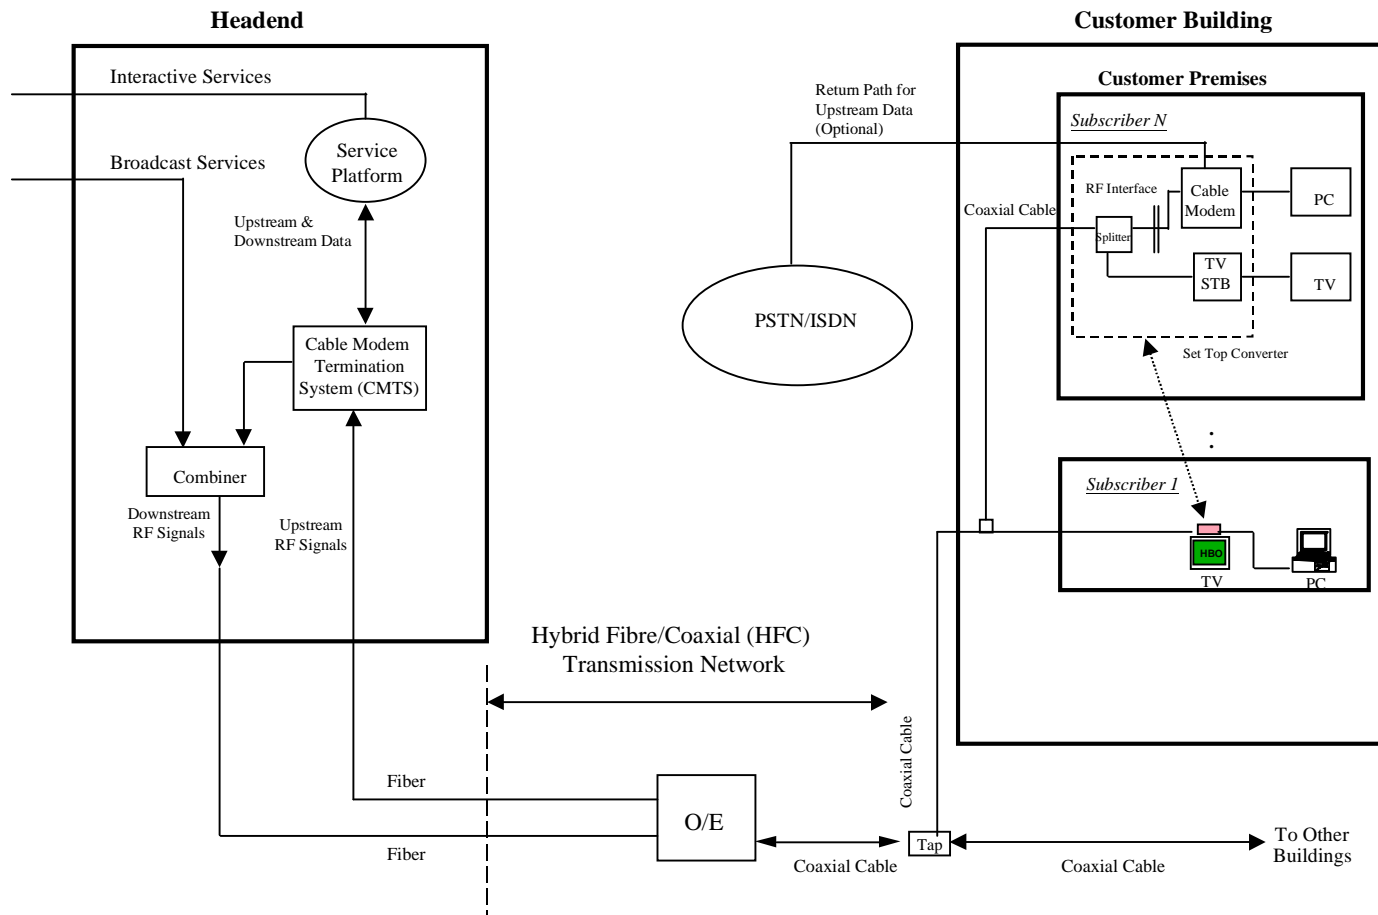 Headend
Customer Building
Interactive Services
Broadcast Services
Service
Platform
Upstream &
Downstream Data
Cable Modem
Termination
System (CMTS)
Combiner
Downstream
RF Signals
Upstream
RF Signals
Return Path for
Upstream Data
(Optional)
PSTN/ISDN
Customer Premises
Subscriber N
RF Interface
Cable
Modem
PC
Coaxial Cable
Splitter
TV
STB
TV
Set Top Converter
:
Subscriber 1
HBO
TV
PC
Hybrid Fibre/Coaxial (HFC)
Transmission Network
Coaxial Cable
Fiber
Fiber
O/E
Coaxial Cable
Tap
Coaxial Cable
To Other
Buildings